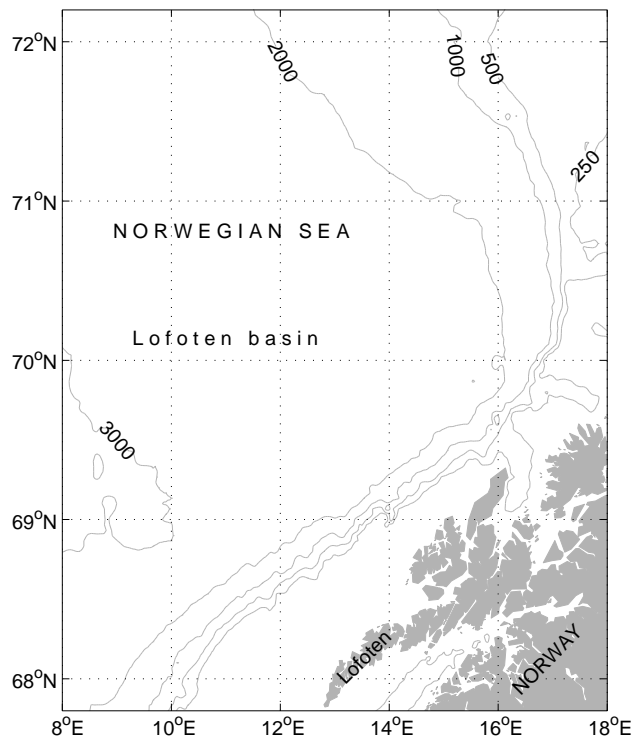 72°N
2000
1000
500
250
71°N
NORWEGIAN SEA
Lofoten basin
70°N
3000
69°N
Lofoten
NORWAY
68°N
8°E
10°E
12°E
14°E
16°E
18°E